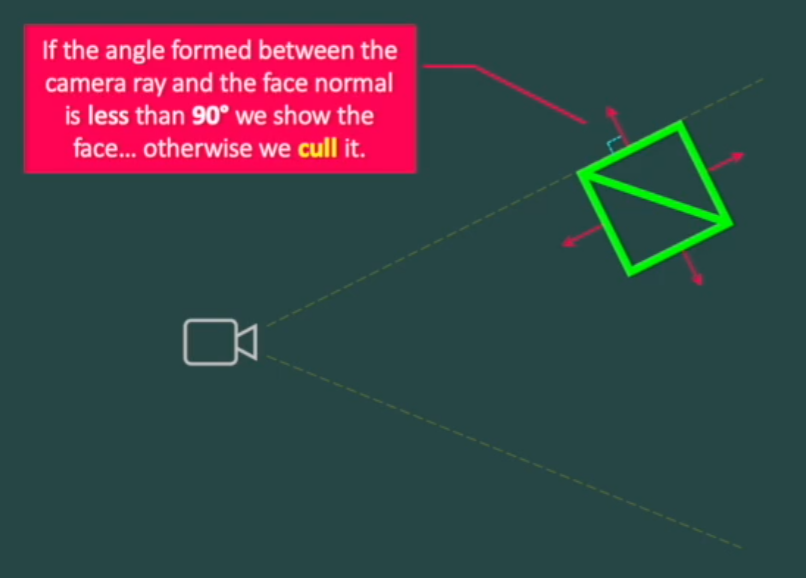 If the angle formed between the
camera ray and the face normal
is less than 90° we show the
face... otherwise we cull it.